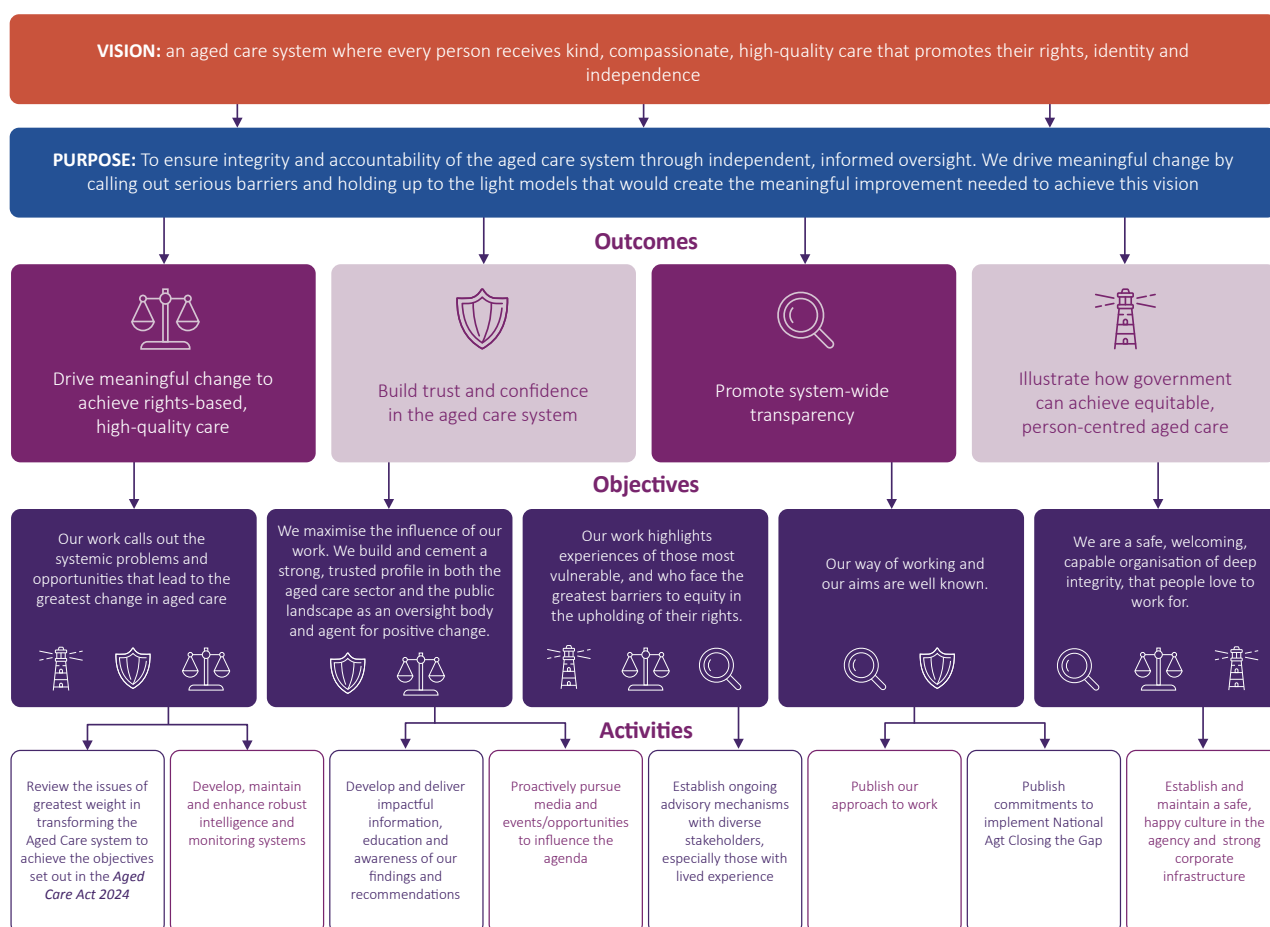 VISION: an aged care system where every person receives kind, compassionate, high-quality care that promotes their rights, identity and
independence
PURPOSE: To ensure integrity and accountability of the aged care system through independent, informed oversight. We drive meaningful change by
calling out serious barriers and holding up to the light models that would create the meaningful improvement needed to achieve this vision
Outcomes
Drive meaningful change to
achieve rights-based,
high-quality care
Build trust and confidence
in the aged care system
Promote system-wide
transparency
Illustrate how government
can achieve equitable,
person-centred aged care
Objectives
Our work calls out the
systemic problems and
opportunities that lead to the
greatest change in aged care
We maximise the influence of our
work. We build and cement a
strong, trusted profile in both the
aged care sector and the public
landscape as an oversight body
and agent for positive change.
Our work highlights
experiences of those most
vulnerable, and who face the
greatest barriers to equity in
the upholding of their rights.
Our way of working and
our aims are well known.
We are a safe, welcoming,
capable organisation of deep
integrity, that people love to
work for.
Activities
Review the issues of
greatest weight in
transforming the
Aged Care system to
achieve the objectives
set out in the Aged
Care Act 2024
Develop, maintain
and enhance robust
intelligence and
monitoring systems
Develop and deliver
impactful
information,
education and
awareness of our
findings and
recommendations
Proactively pursue
media and
events/opportunities
to influence the
agenda
Establish ongoing
advisory mechanisms
with diverse
stakeholders,
especially those with
lived experience
Publish our
approach to work
Publish
commitments to
implement National
Agt Closing the Gap
Establish and
maintain a safe,
happy culture in the
agency and strong
corporate
infrastructure